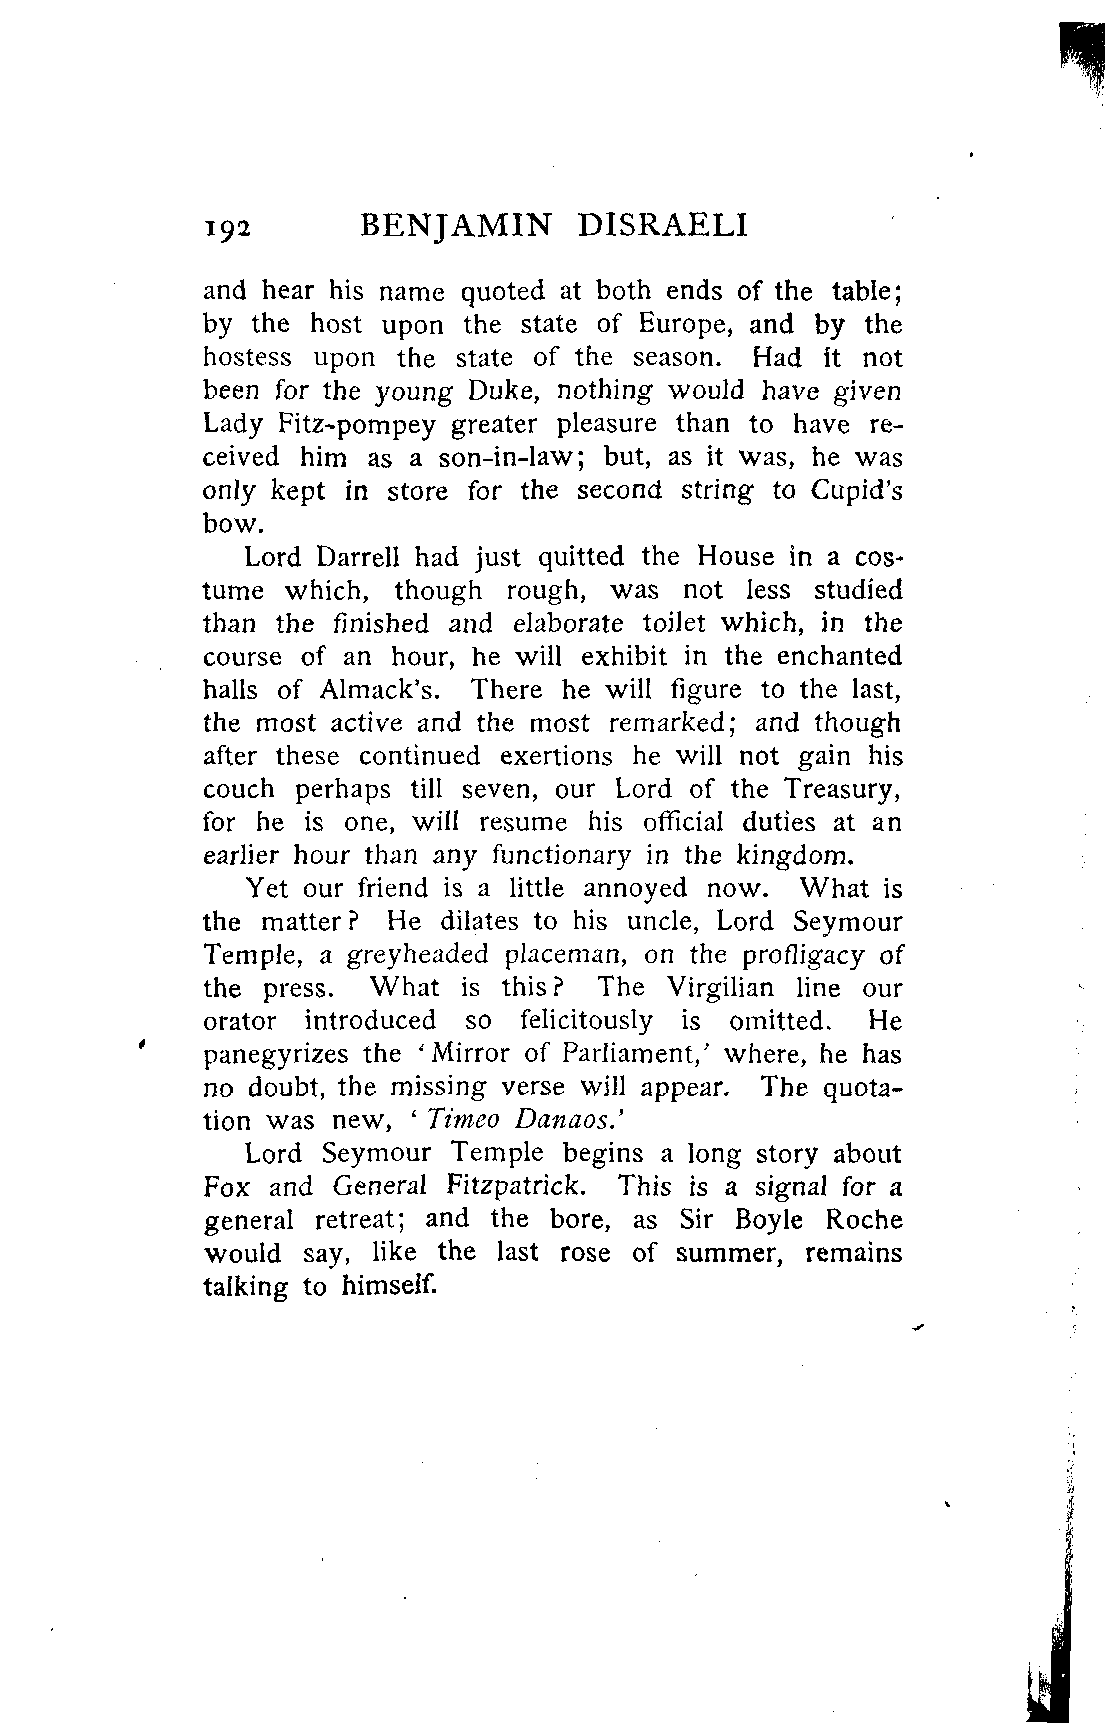 192 BENJAMIN DISRAELI
and hear his name quoted at both ends of the table;
by the host upon the state of Europe, and by the
hostess upon the state of the season. Had it not
been for the young Duke, nothing would have given
Lady Fitz-pompey greater pleasure than to have re-
ceived him as a son-in-law; but, as it was, he was
only kept in store for the second string to Cupid's
bow.
Lord Darrell had just quitted the House in a cos-
tume which, though rough, was not less studied
than the finished and elaborate toilet which, in the
course of an hour, he will exhibit in the enchanted
halls of Almack's. There he will figure to the last,
the most active and the most remarked; and though
after these continued exertions he will not gain his
couch perhaps till seven, our Lord of the Treasury,
for he is one, will resume his official duties at an
earlier hour than any functionary in the kingdom.
Yet our friend is a little annoyed now. What is
the matter? He dilates to his uncle, Lord Seymour
Temple, a greyheaded placeman, on the profligacy of
the press. What is this? The Virgilian line our
orator introduced so felicitously is omitted. He
panegyrizes the ‘Mirror of Parliament,’ where, he has
no doubt, the missing verse will appear. The quota-
tion was new, ‘Timeo Danaos.’
Lord Seymour Temple begins a long story about
Fox and General Fitzpatrick. This is a signal for a
general retreat; and the bore, as Sir Boyle Roche
would say, like the last rose of summer, remains
talking to himself.